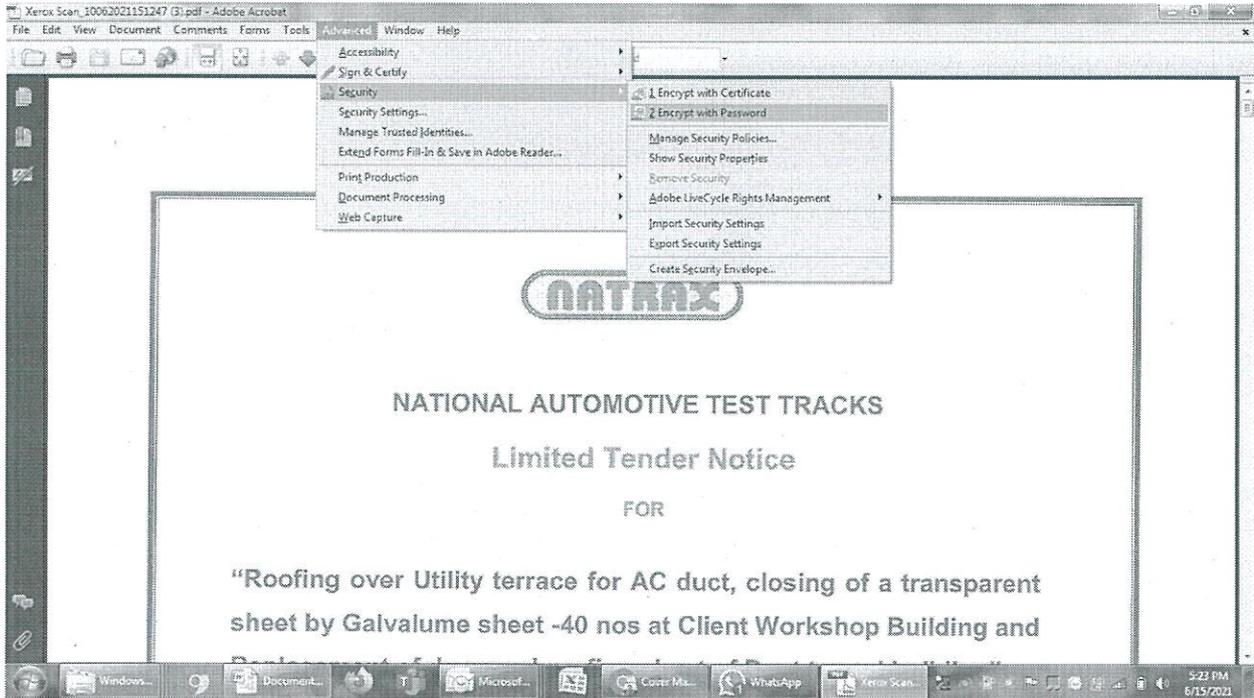 Xerox Scan_10062021151247 (3).pdf - Adobe Acrobat
File Edit View Document Comments Forms Tools Advanced Window Help
Accessibility
Sign & Certify
Security
Security Settings...
Manage Trusted Identities...
Extend Forms Fill-In & Save in Adobe Reader...
Print Production
Document Processing
Web Capture
1 Encrypt with Certificate
2 Encrypt with Password
Manage Security Policies...
Show Security Properties
Remove Security
Adobe LiveCycle Rights Management
Import Security Settings
Export Security Settings
Create Security Envelope...
NATRAX
NATIONAL AUTOMOTIVE TEST TRACKS
Limited Tender Notice
FOR
“Roofing over Utility terrace for AC duct, closing of a transparent
sheet by Galvalume sheet -40 nos at Client Workshop Building and
Windows... Document... Microsof... Cover Ma... WhatsApp Xerox Scan...
5:23 PM
6/15/2021